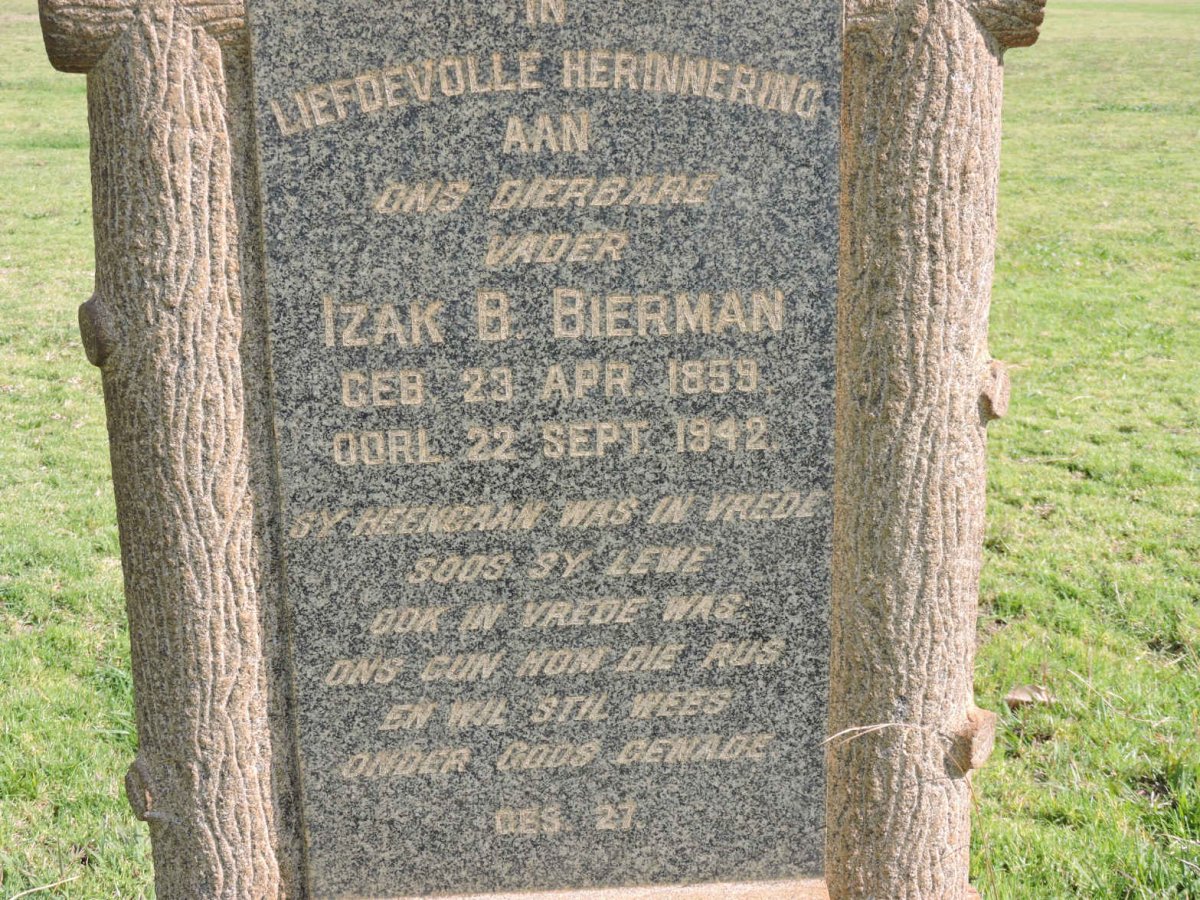 IN
LIEFDEVOLLE HERINNERING
AAN
ONS DIERBARE
VADER
IZAK B. BIERMAN
GEB. 23 APR. 1859
OORL. 22 SEPT. 1942.
SY HEENGAAN WAS IN VREDE
SOOS SY LEWE
OOK IN VREDE WAS.
ONS GUN HOM DIE RUS
EN WIL STIL WEES
ONDER GODS GENADE.
GES. 27.